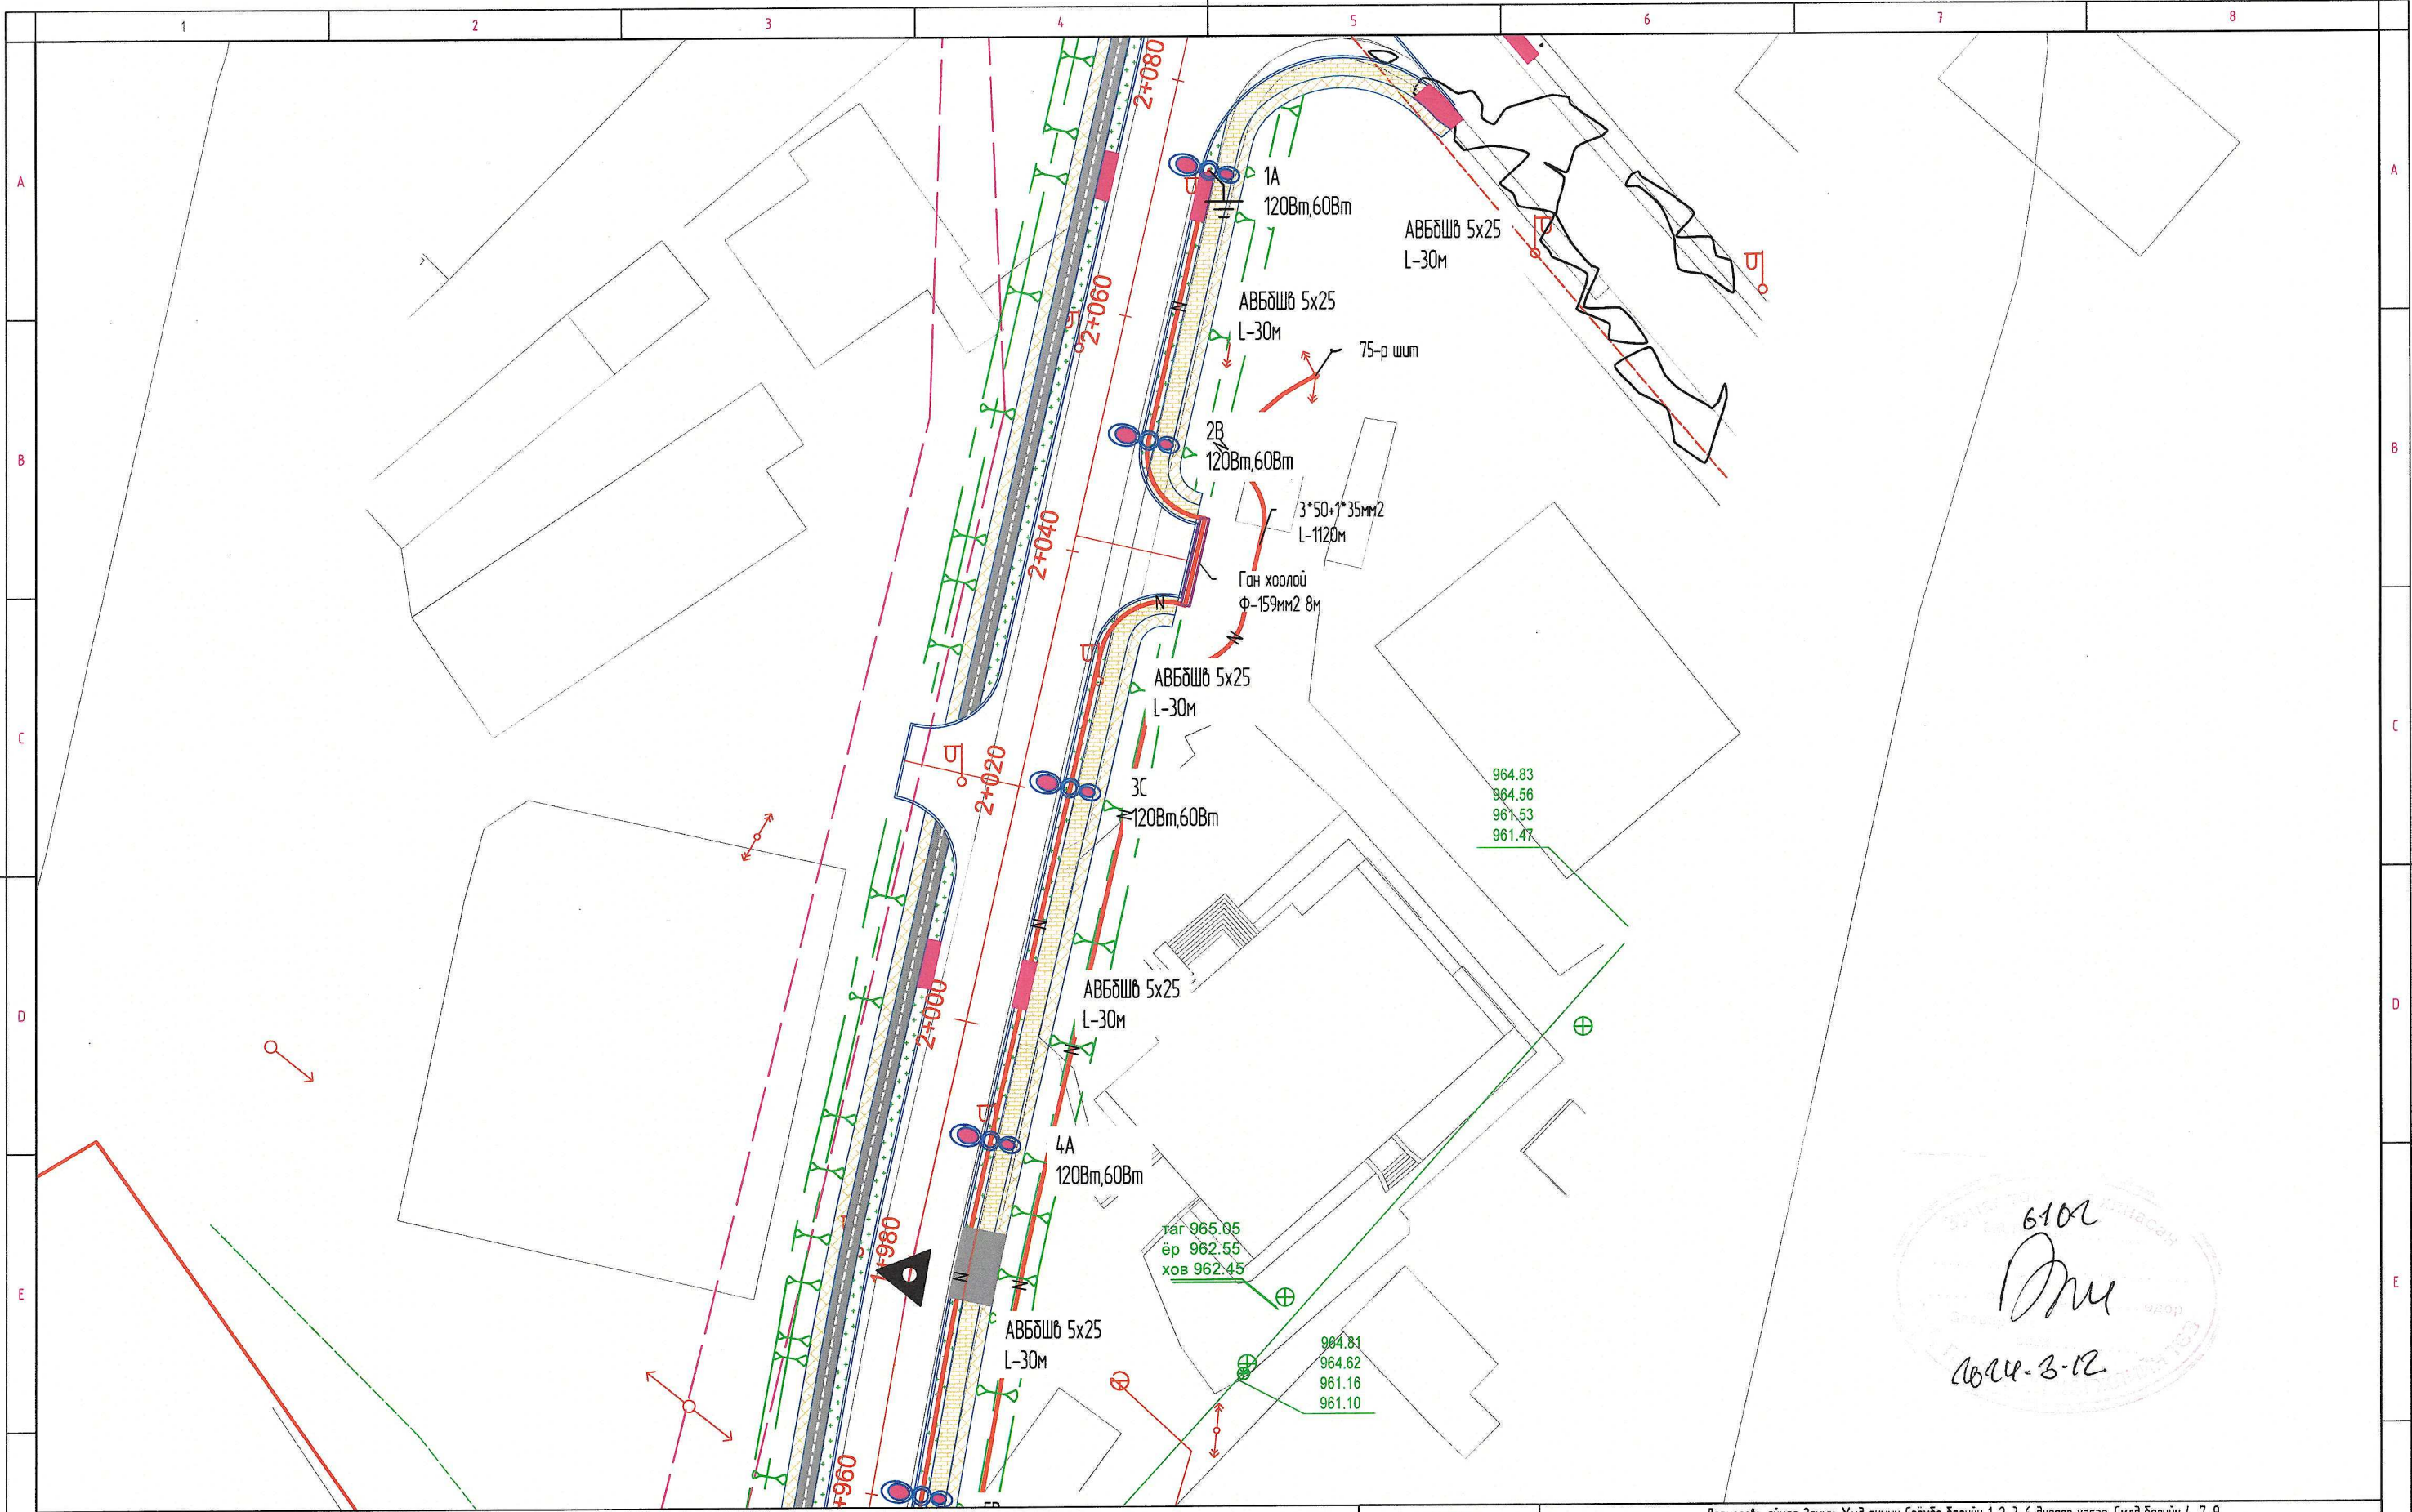 1 2 3 4 5 6 7 8
A
B
C
D
E
A
B
C
D
E
2+080
2+060
2+040
2+020
2+000
1+980
+960
1А
120Вт,60Вт
АВБбШв 5х25
L-30м
АВБбШв 5х25
L-30м
75-р шит
2В
120Вт,60Вт
3*50+1*35мм2
L-1120м
Ган хоолой
Ф-159мм2 8м
АВБбШв 5х25
L-30м
3С
120Вт,60Вт
964.83
964.56
961.53
961.47
АВБбШв 5х25
L-30м
4А
120Вт,60Вт
таг 965.05
ёр 962.55
хов 962.45
АВБбШв 5х25
L-30м
964.81
964.62
961.16
961.10
N
N
N
N
N
N
N
N
6102
2024-3-12